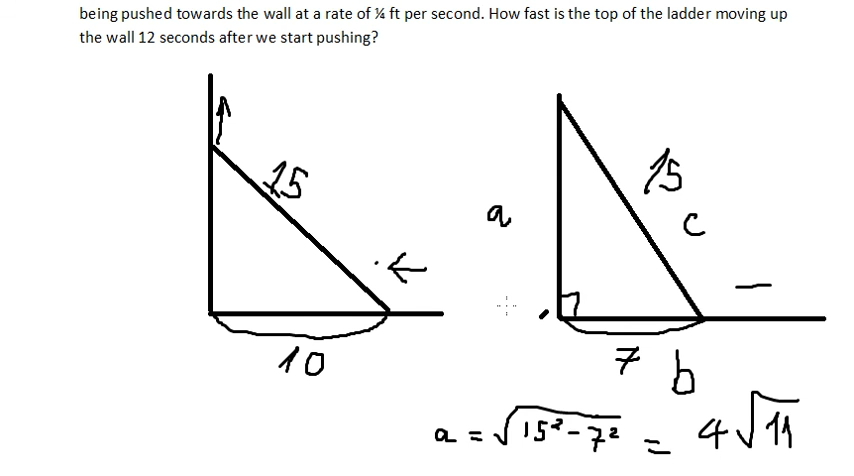 being pushed towards the wall at a rate of ¼ ft per second. How fast is the top of the ladder moving up
the wall 12 seconds after we start pushing?
15
15
a
c
10
7 b
a = √15² - 7² = 4√11